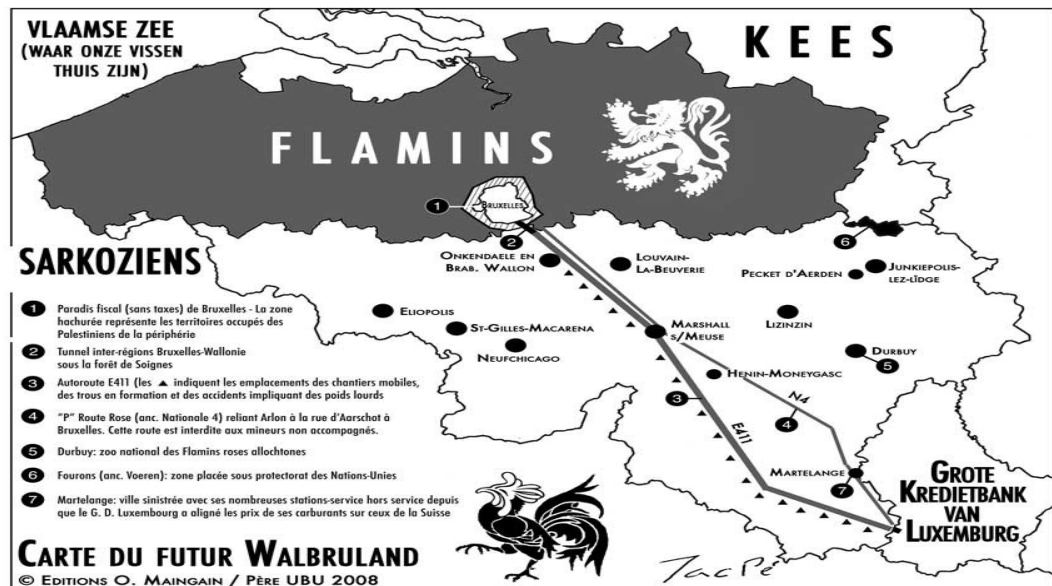 VLAAMSE ZEE
(WAAR ONZE VISSEN
THUIS ZIJN)
KEES
FLAMINS
1
BRUXELLES
2
ONKENDAELE EN
BRAB. WALLON
LOUVAIN-
LA-BEUVERIE
6
PECKET D'AERDEN
JUNKIEPOLIS-
LEZ-LÎDGE
ELIOPOLIS
ST-GILLES-MACARENA
NEUFCHICAGO
MARSHALL
S/MEUSE
LIZINZIN
DURBUY
5
HENIN-MONEYGASC
3
N4
4
E411
MARTELANGE
7
GROTE
KREDIETBANK
VAN
LUXEMBURG
SARKOZIENS
1 Paradis fiscal (sans taxes) de Bruxelles - La zone
hachurée représente les territoires occupés des
Palestiniens de la périphérie
2 Tunnel inter-régions Bruxelles-Wallonie
sous la forêt de Soignes
3 Autoroute E411 (les ▲ indiquent les emplacements des chantiers mobiles,
des trous en formation et des accidents impliquant des poids lourds
4 "P" Route Rose (anc. Nationale 4) reliant Arlon à la rue d'Aarschot à
Bruxelles. Cette route est interdite aux mineurs non accompagnés.
5 Durbuy: zoo national des Flamins roses allochtones
6 Fourons (anc. Voeren): zone placée sous protectorat des Nations-Unies
7 Martelange: ville sinistrée avec ses nombreuses stations-service hors service depuis
que le G. D. Luxembourg a aligné les prix de ses carburants sur ceux de la Suisse
CARTE DU FUTUR WALBRULAND
© EDITIONS O. MAINGAIN / PÈRE UBU 2008
JacPé